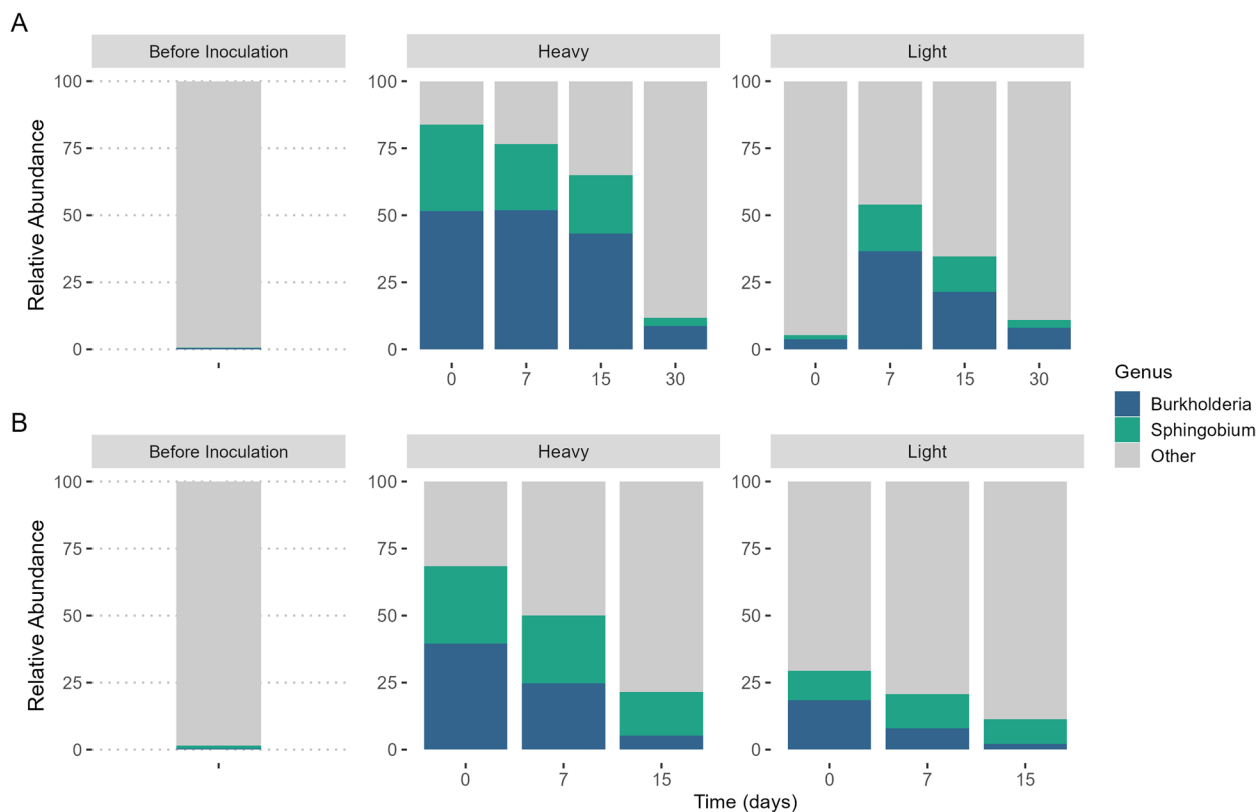 A
Before Inoculation
Heavy
Light
Relative Abundance
100
75
50
25
0
100
75
50
25
0
0 7 15 30
100
75
50
25
0
0 7 15 30
Genus
Burkholderia
Sphingobium
Other
B
Before Inoculation
Heavy
Light
Relative Abundance
100
75
50
25
0
100
75
50
25
0
0 7 15
100
75
50
25
0
0 7 15
Time (days)